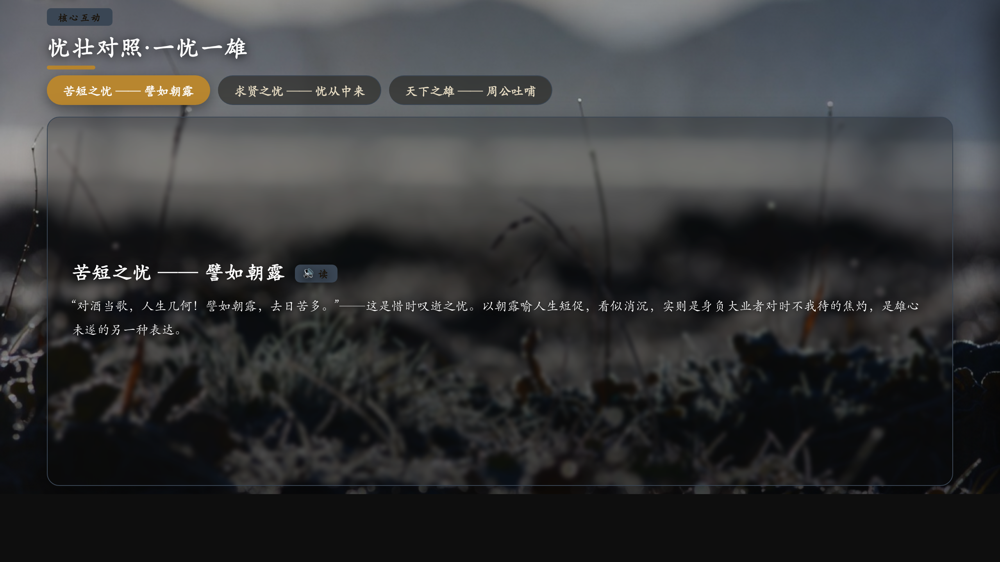 核心互动
忧壮对照·一忧一雄
苦短之忧 —— 譬如朝露
求贤之忧 —— 忧从中来
天下之雄 —— 周公吐哺
苦短之忧 —— 譬如朝露
🔊 读
“对酒当歌，人生几何！譬如朝露，去日苦多。”——这是惜时叹逝之忧。以朝露喻人生短促，看似消沉，实则是身负大业者对时不我待的焦灼，是雄心
未遂的另一种表达。